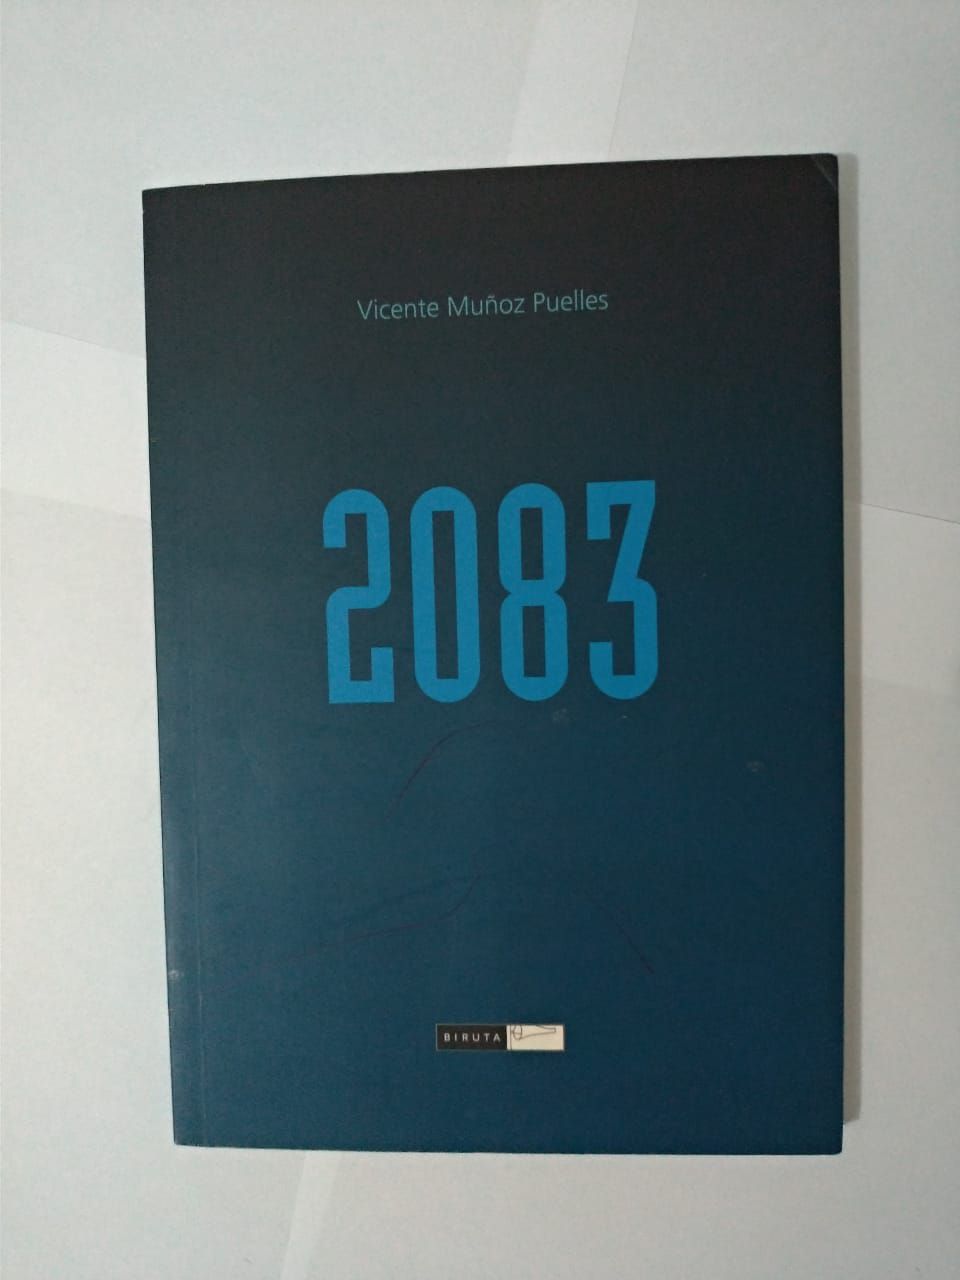 Vicente Muñoz Puelles
2083
BIRUTA